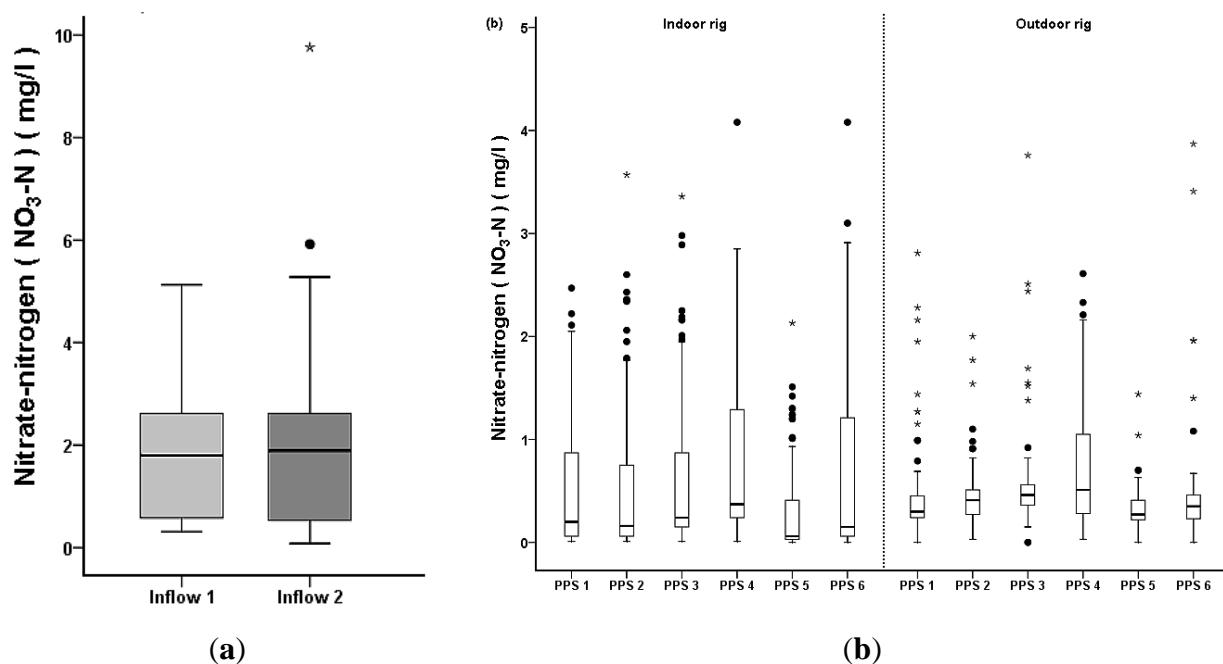 Nitrate-nitrogen ( NO3-N) ( mg/l)
10
8
6
4
2
0
Inflow 1 Inflow 2
(a)
(b)
Indoor rig Outdoor rig
Nitrate-nitrogen ( NO3-N ) ( mg/l)
5
4
3
2
1
0
PPS 1 PPS 2 PPS 3 PPS 4 PPS 5 PPS 6 PPS 1 PPS 2 PPS 3 PPS 4 PPS 5 PPS 6
(b)